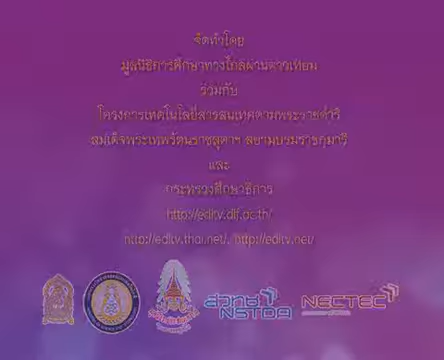 จัดทำโดย
มูลนิธิการศึกษาทางไกลผ่านดาวเทียม
ร่วมกับ
โครงการเทคโนโลยีสารสนเทศตามพระราชดำริ
สมเด็จพระเทพรัตนราชสุดาฯ สยามบรมราชกุมารี
และ
กระทรวงศึกษาธิการ
http://edltv.dlf.ac.th/
http://edltv.thai.net/, http://edltv.net/
สวทช NECTEC
NSTDA